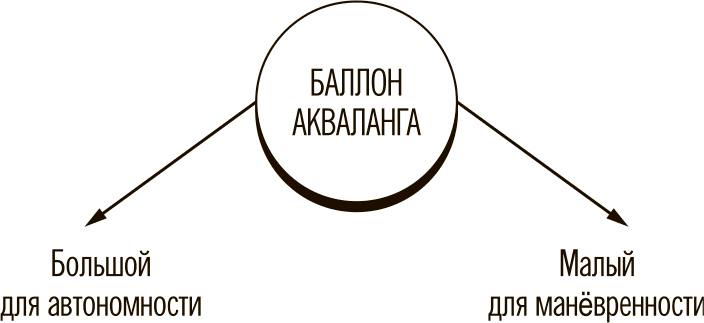 БАЛЛОН
АКВАЛАНГА
Большой
для автономности
Малый
для манёвренности